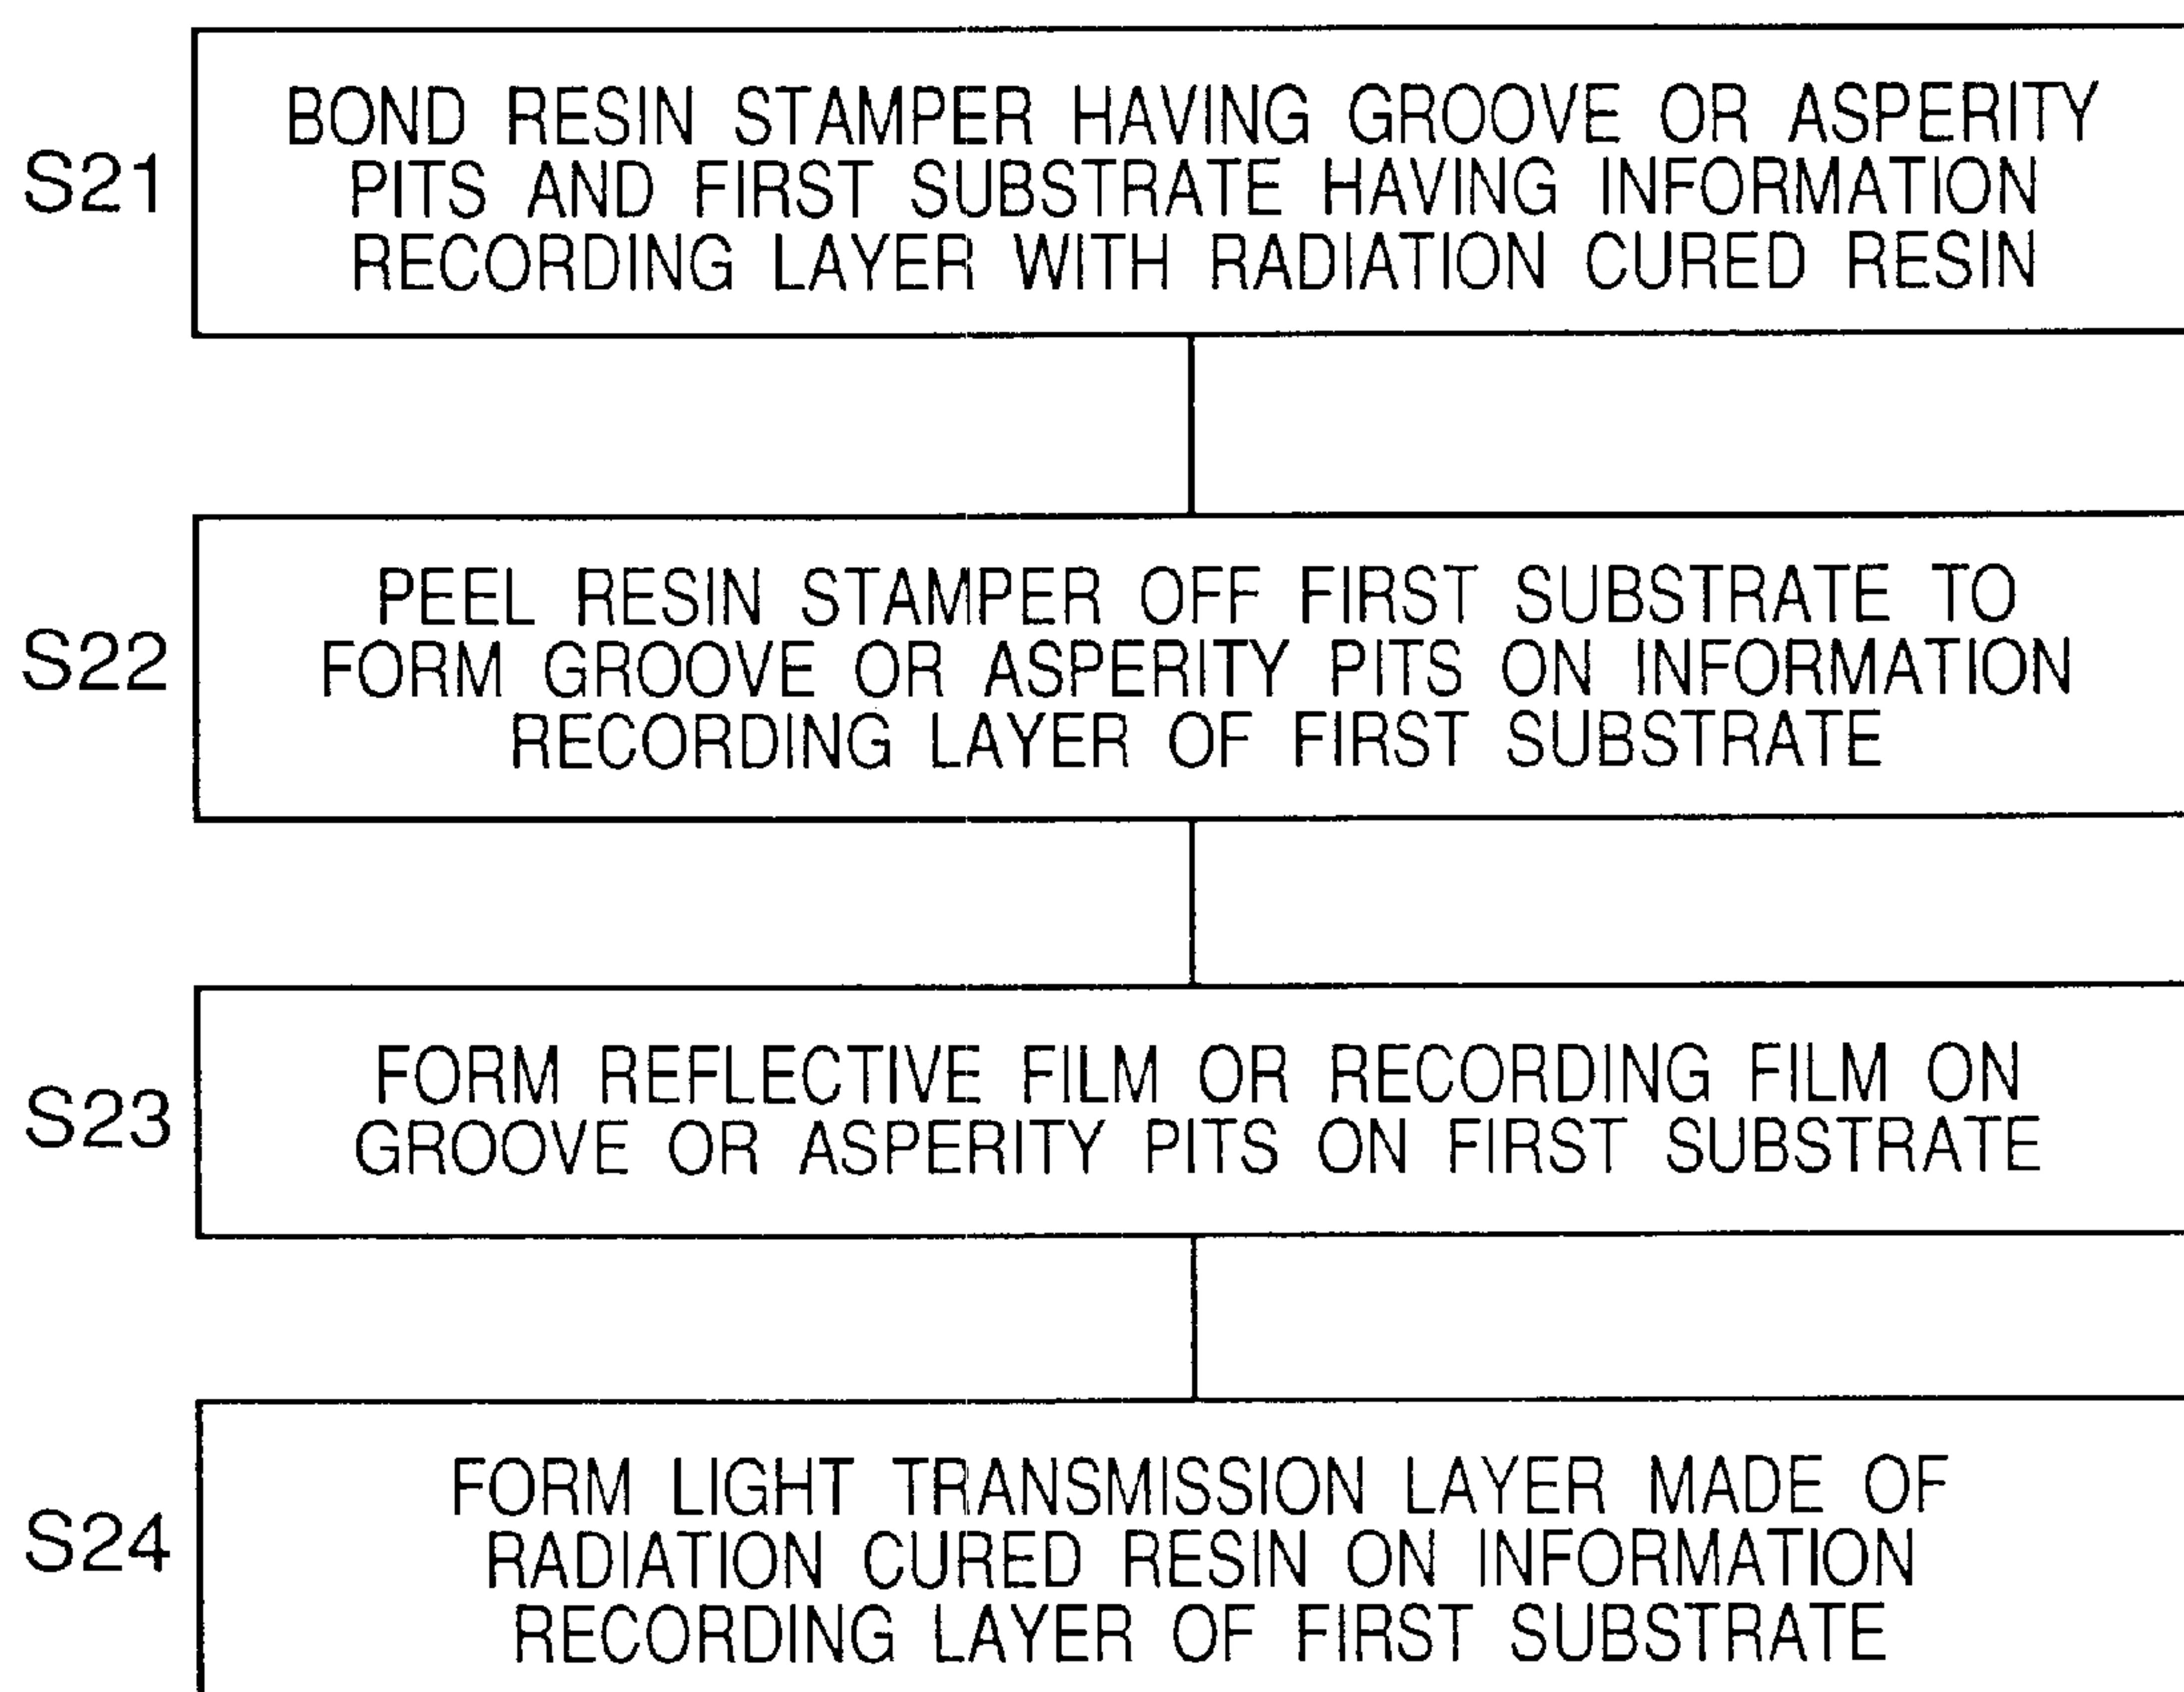 BOND RESIN STAMPER HAVING GROOVE OR ASPERITY
PITS AND FIRST SUBSTRATE HAVING INFORMATION
RECORDING LAYER WITH RADIATION CURED RESIN
S21
PEEL RESIN STAMPER OFF FIRST SUBSTRATE TO
FORM GROOVE OR ASPERITY PITS ON INFORMATION
RECORDING LAYER OF FIRST SUBSTRATE
S22
FORM REFLECTIVE FILM OR RECORDING FILM ON
GROOVE OR ASPERITY PITS ON FIRST SUBSTRATE
S23
FORM LIGHT TRANSMISSION LAYER MADE OF
RADIATION CURED RESIN ON INFORMATION
RECORDING LAYER OF FIRST SUBSTRATE
S24